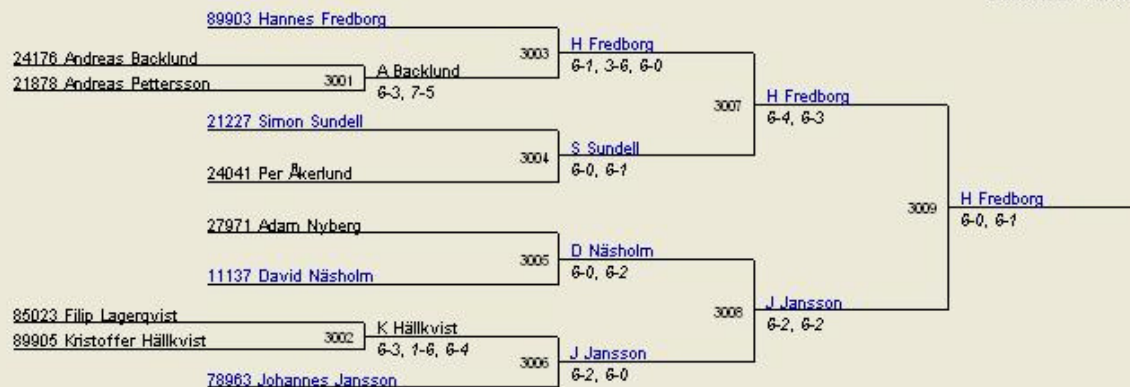 89903 Hannes Fredborg
3003
H Fredborg
6-1, 3-6, 6-0
24176 Andreas Backlund
21878 Andreas Pettersson
3001
A Backlund
6-3, 7-5
3007
H Fredborg
6-4, 6-3
21227 Simon Sundell
3004
S Sundell
6-0, 6-1
24041 Per Åkerlund
3009
H Fredborg
6-0, 6-1
27971 Adam Nyberg
3005
D Näsholm
6-0, 6-2
11137 David Näsholm
3008
J Jansson
6-2, 6-2
85023 Filip Lagerqvist
89905 Kristoffer Hällkvist
3002
K Hällkvist
6-3, 1-6, 6-4
3006
J Jansson
6-2, 6-0
78963 Johannes Jansson